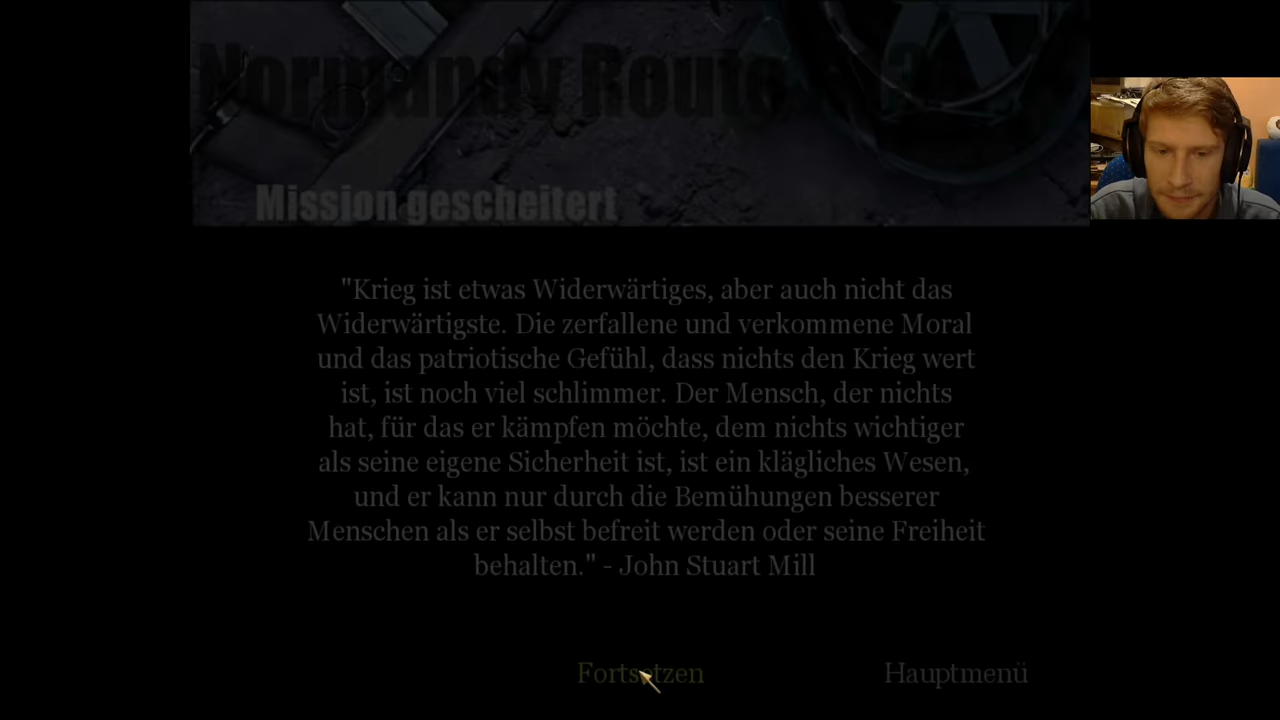 Normandy Route
Mission gescheitert
"Krieg ist etwas Widerwärtiges, aber auch nicht das
Widerwärtigste. Die zerfallene und verkommene Moral
und das patriotische Gefühl, dass nichts den Krieg wert
ist, ist noch viel schlimmer. Der Mensch, der nichts
hat, für das er kämpfen möchte, dem nichts wichtiger
als seine eigene Sicherheit ist, ist ein klägliches Wesen,
und er kann nur durch die Bemühungen besserer
Menschen als er selbst befreit werden oder seine Freiheit
behalten." - John Stuart Mill
Fortsetzen
Hauptmenü